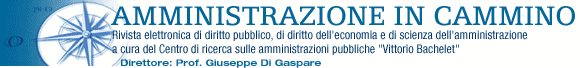 AMMINISTRAZIONE IN CAMMINO
Rivista elettronica di diritto pubblico, di diritto dell'economia e di scienza dell'amministrazione
a cura del Centro di ricerca sulle amministrazioni pubbliche "Vittorio Bachelet"
Direttore: Prof. Giuseppe Di Gaspare